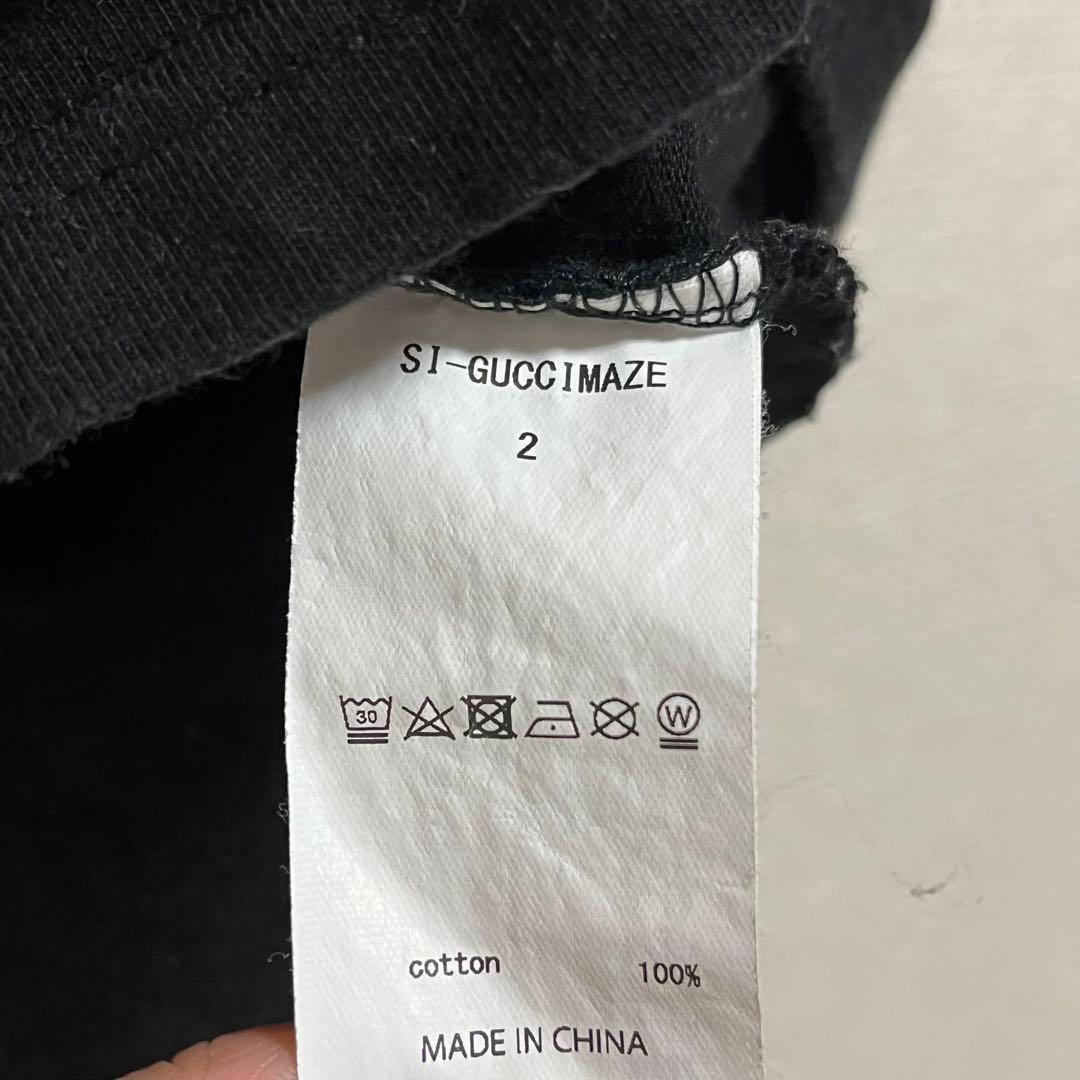 SI-GUCCIMAZE
2
30 W
cotton 100%
MADE IN CHINA